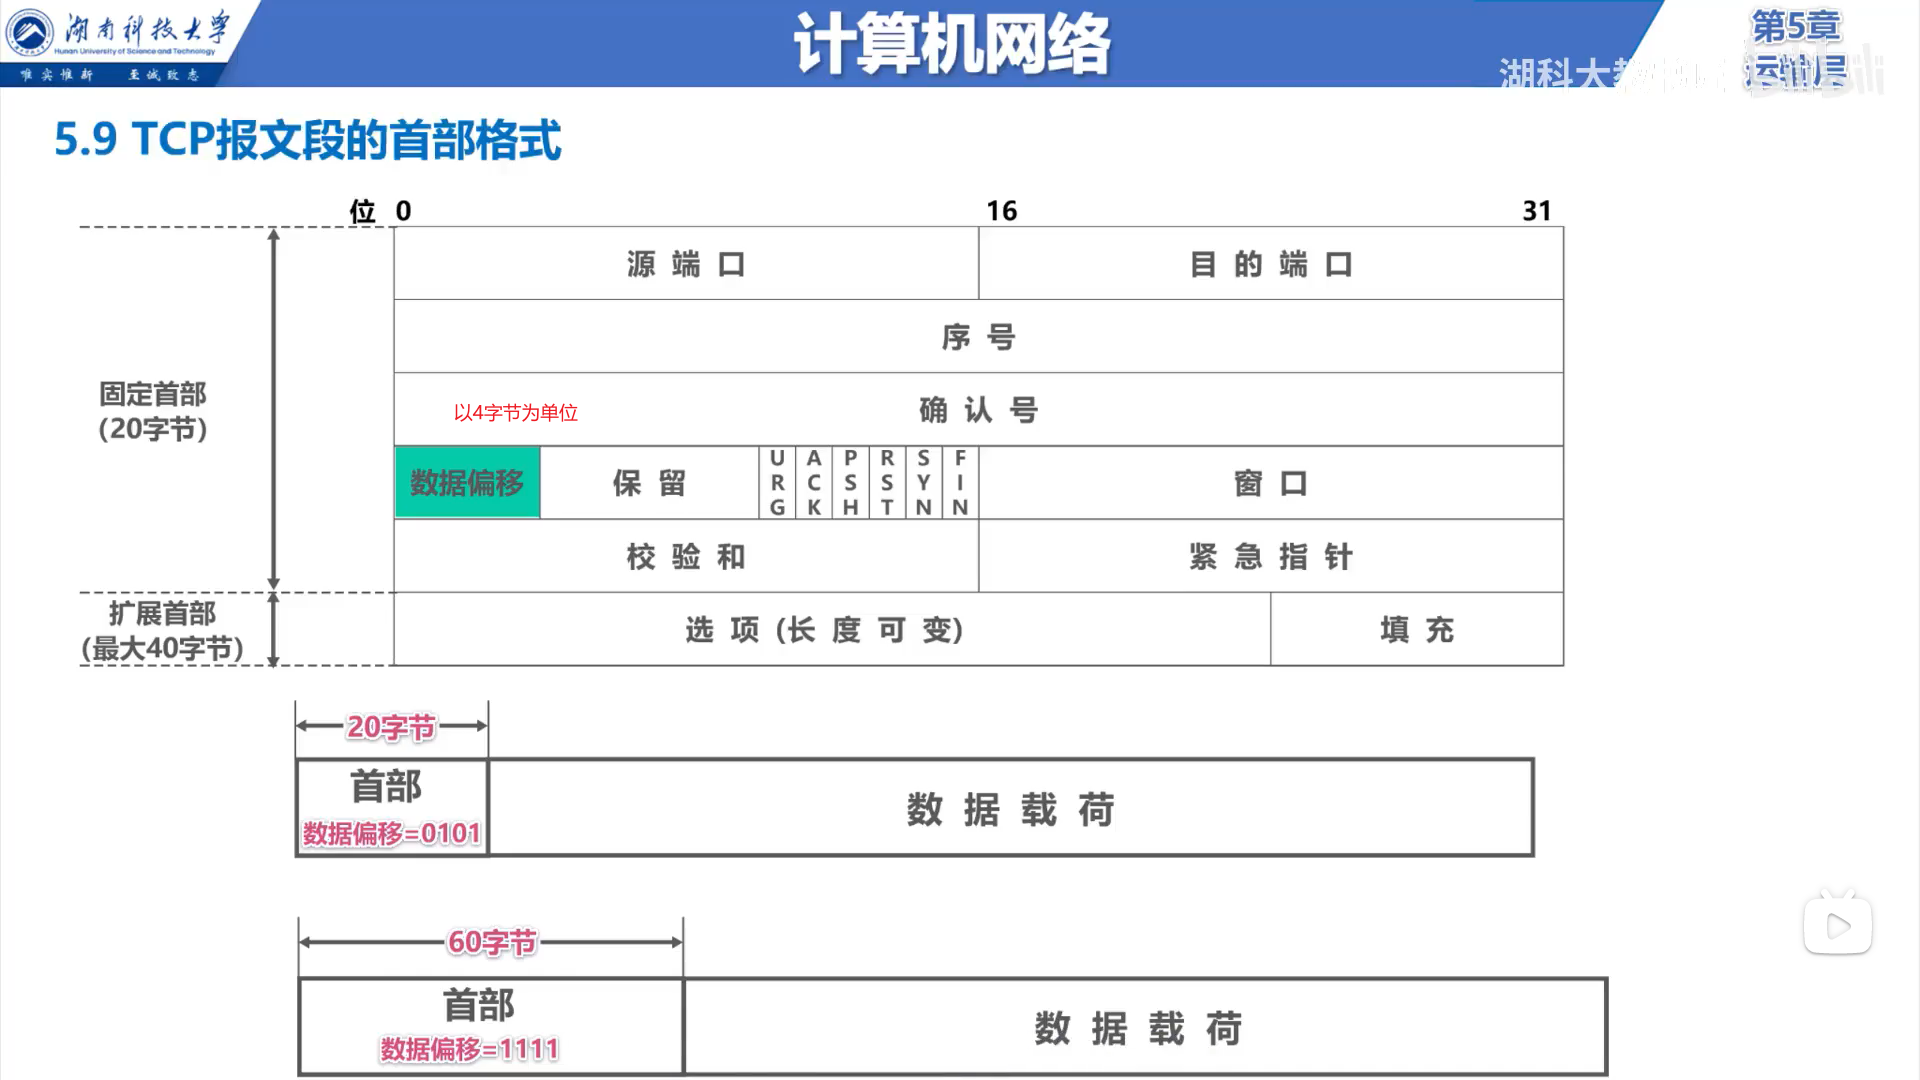 湖南科技大学
Hunan University of Science and Technology
唯实惟新 至诚致志
计算机网络
第5章
运输层
湖科大教
5.9 TCP报文段的首部格式
位 0 16 31
源端口 目的端口
序号
确认号
以4字节为单位
固定首部
(20字节)
数据偏移 保留 URG ACK PSH RST SYN FIN 窗口
校验和 紧急指针
扩展首部
(最大40字节)
选项 (长度可变) 填充
20字节
首部
数据偏移=0101
数据载荷
60字节
首部
数据偏移=1111
数据载荷